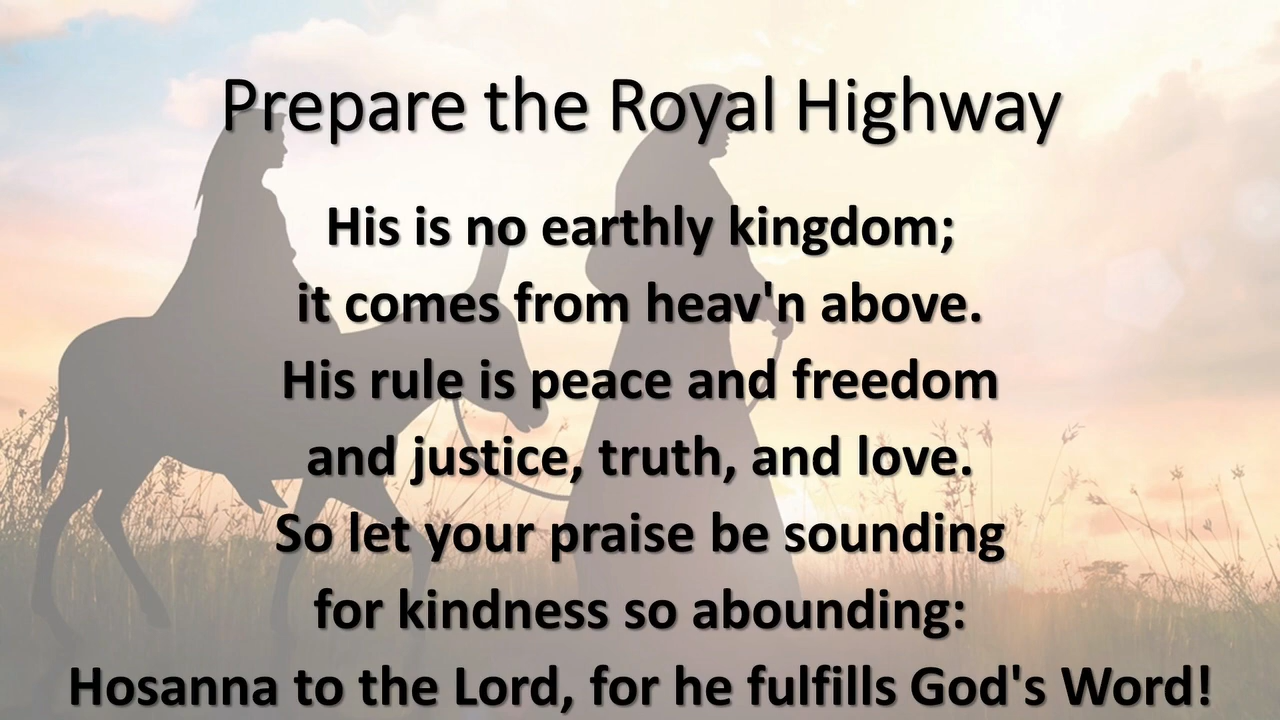 Prepare the Royal Highway
His is no earthly kingdom;
it comes from heav'n above.
His rule is peace and freedom
and justice, truth, and love.
So let your praise be sounding
for kindness so abounding:
Hosanna to the Lord, for he fulfills God's Word!